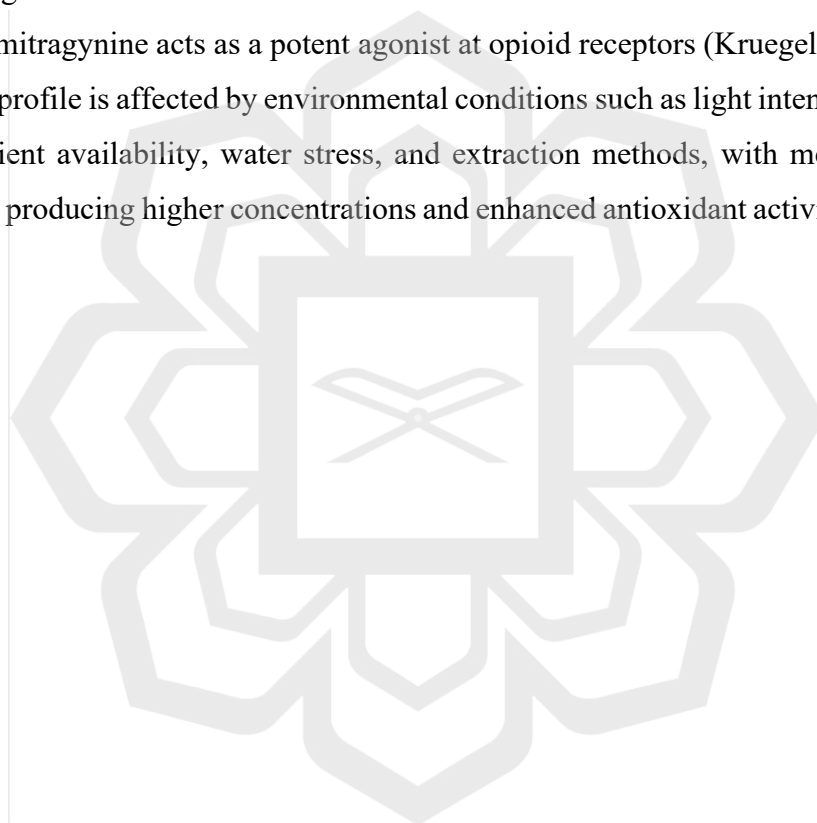 mitragynine acts as a potent agonist at opioid receptors (Kruegel
profile is affected by environmental conditions such as light inten
ient availability, water stress, and extraction methods, with m
producing higher concentrations and enhanced antioxidant activ